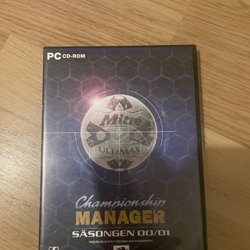 PC CD-ROM
Mitre
ULTIMAX
Championship
MANAGER
SÄSONGEN 00/01